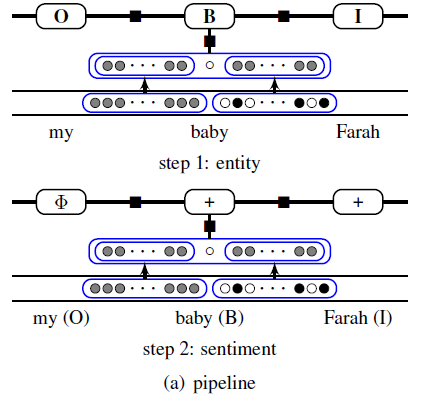 O B I
my baby Farah
step 1: entity
Φ + +
my (O) baby (B) Farah (I)
step 2: sentiment
(a) pipeline